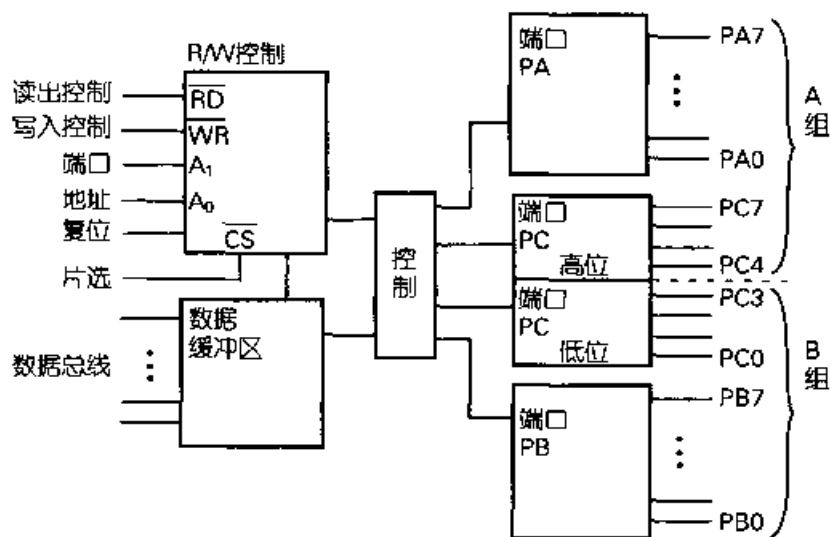 R/W控制
读出控制
RD
写入控制
WR
端口
A1
地址
A0
复位
CS
片选
数据
缓冲区
数据总线
控
制
端口
PA
PA7
PA0
端口
PC
高位
PC7
PC4
端口
PC
低位
PC3
PC0
端口
PB
PB7
PB0
A
组
B
组